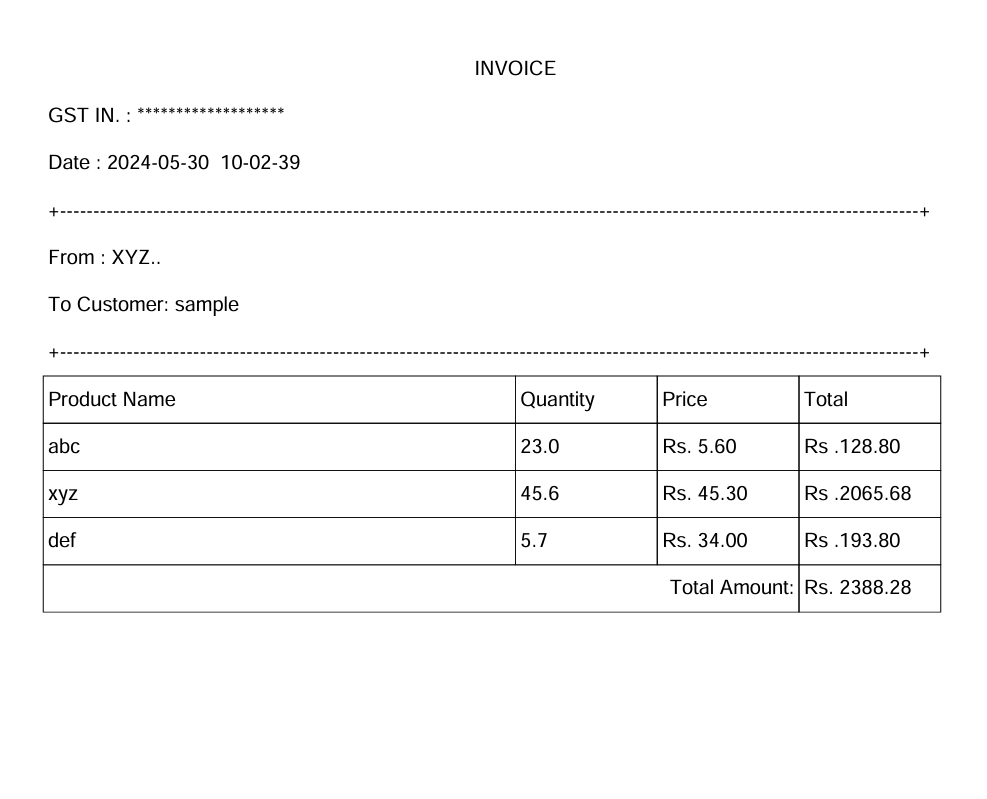 INVOICE
GST IN. : *******************
Date : 2024-05-30  10-02-39
+----------------------------------------------------------------------------------------------------------------------------------+
From : XYZ..
To Customer: sample
+----------------------------------------------------------------------------------------------------------------------------------+
Product Name Quantity Price Total
abc 23.0 Rs. 5.60 Rs .128.80
xyz 45.6 Rs. 45.30 Rs .2065.68
def 5.7 Rs. 34.00 Rs .193.80
Total Amount: Rs. 2388.28